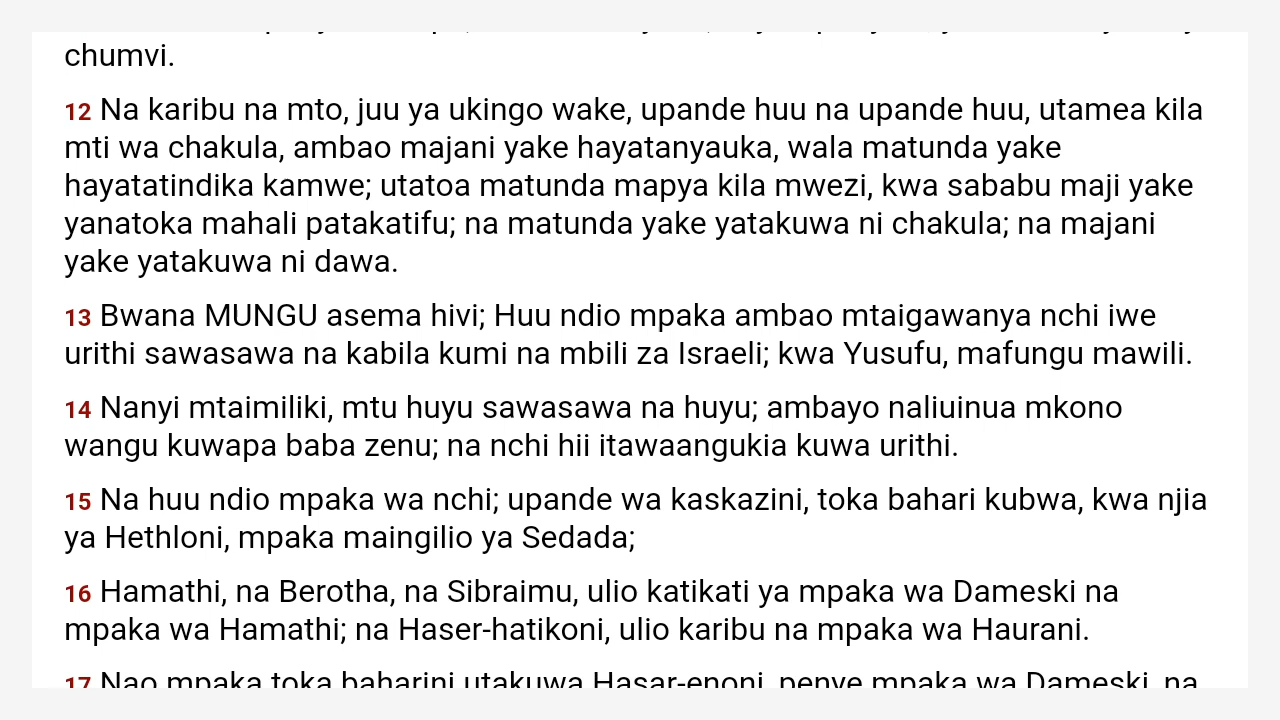 chumvi.
12 Na karibu na mto, juu ya ukingo wake, upande huu na upande huu, utamea kila
mti wa chakula, ambao majani yake hayatanyauka, wala matunda yake
hayatatindika kamwe; utatoa matunda mapya kila mwezi, kwa sababu maji yake
yanatoka mahali patakatifu; na matunda yake yatakuwa ni chakula; na majani
yake yatakuwa ni dawa.
13 Bwana MUNGU asema hivi; Huu ndio mpaka ambao mtaigawanya nchi iwe
urithi sawasawa na kabila kumi na mbili za Israeli; kwa Yusufu, mafungu mawili.
14 Nanyi mtaimiliki, mtu huyu sawasawa na huyu; ambayo naliuinua mkono
wangu kuwapa baba zenu; na nchi hii itawaangukia kuwa urithi.
15 Na huu ndio mpaka wa nchi; upande wa kaskazini, toka bahari kubwa, kwa njia
ya Hethloni, mpaka maingilio ya Sedada;
16 Hamathi, na Berotha, na Sibraimu, ulio katikati ya mpaka wa Dameski na
mpaka wa Hamathi; na Haser-hatikoni, ulio karibu na mpaka wa Haurani.
17 Nao mpaka toka baharini utakuwa Hasar-enoni, penye mpaka wa Dameski, na